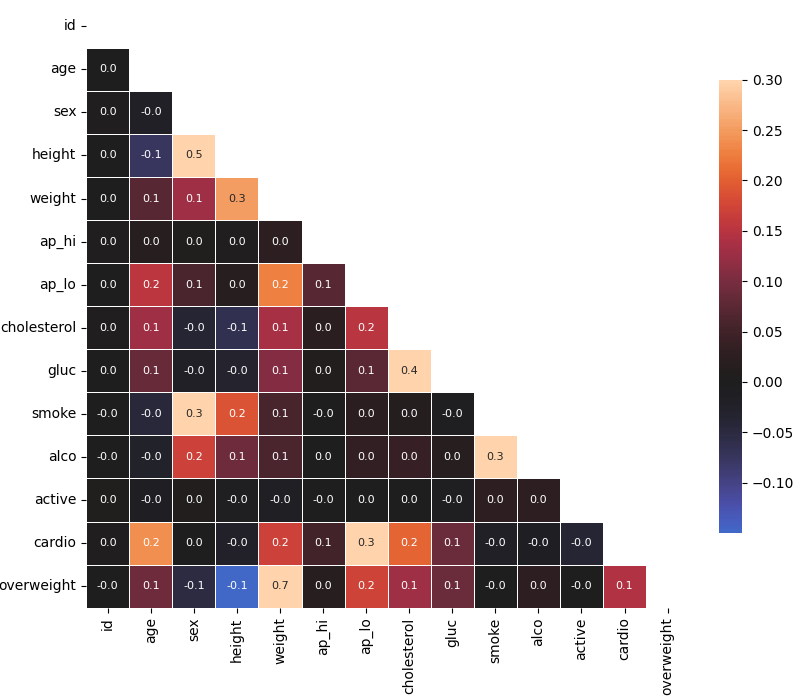 id
age 0.0
sex 0.0 -0.0
height 0.0 -0.1 0.5
weight 0.0 0.1 0.1 0.3
ap_hi 0.0 0.0 0.0 0.0 0.0
ap_lo 0.0 0.2 0.1 0.0 0.2 0.1
cholesterol 0.0 0.1 -0.0 -0.1 0.1 0.0 0.2
gluc 0.0 0.1 -0.0 -0.0 0.1 0.0 0.1 0.4
smoke -0.0 -0.0 0.3 0.2 0.1 -0.0 0.0 0.0 -0.0
alco -0.0 -0.0 0.2 0.1 0.1 0.0 0.0 0.0 0.0 0.3
active 0.0 -0.0 0.0 -0.0 -0.0 -0.0 0.0 0.0 -0.0 0.0 0.0
cardio 0.0 0.2 0.0 -0.0 0.2 0.1 0.3 0.2 0.1 -0.0 -0.0 -0.0
overweight -0.0 0.1 -0.1 -0.1 0.7 0.0 0.2 0.1 0.1 -0.0 0.0 -0.0 0.1
id age sex height weight ap_hi ap_lo cholesterol gluc smoke alco active cardio overweight
0.30
0.25
0.20
0.15
0.10
0.05
0.00
−0.05
−0.10